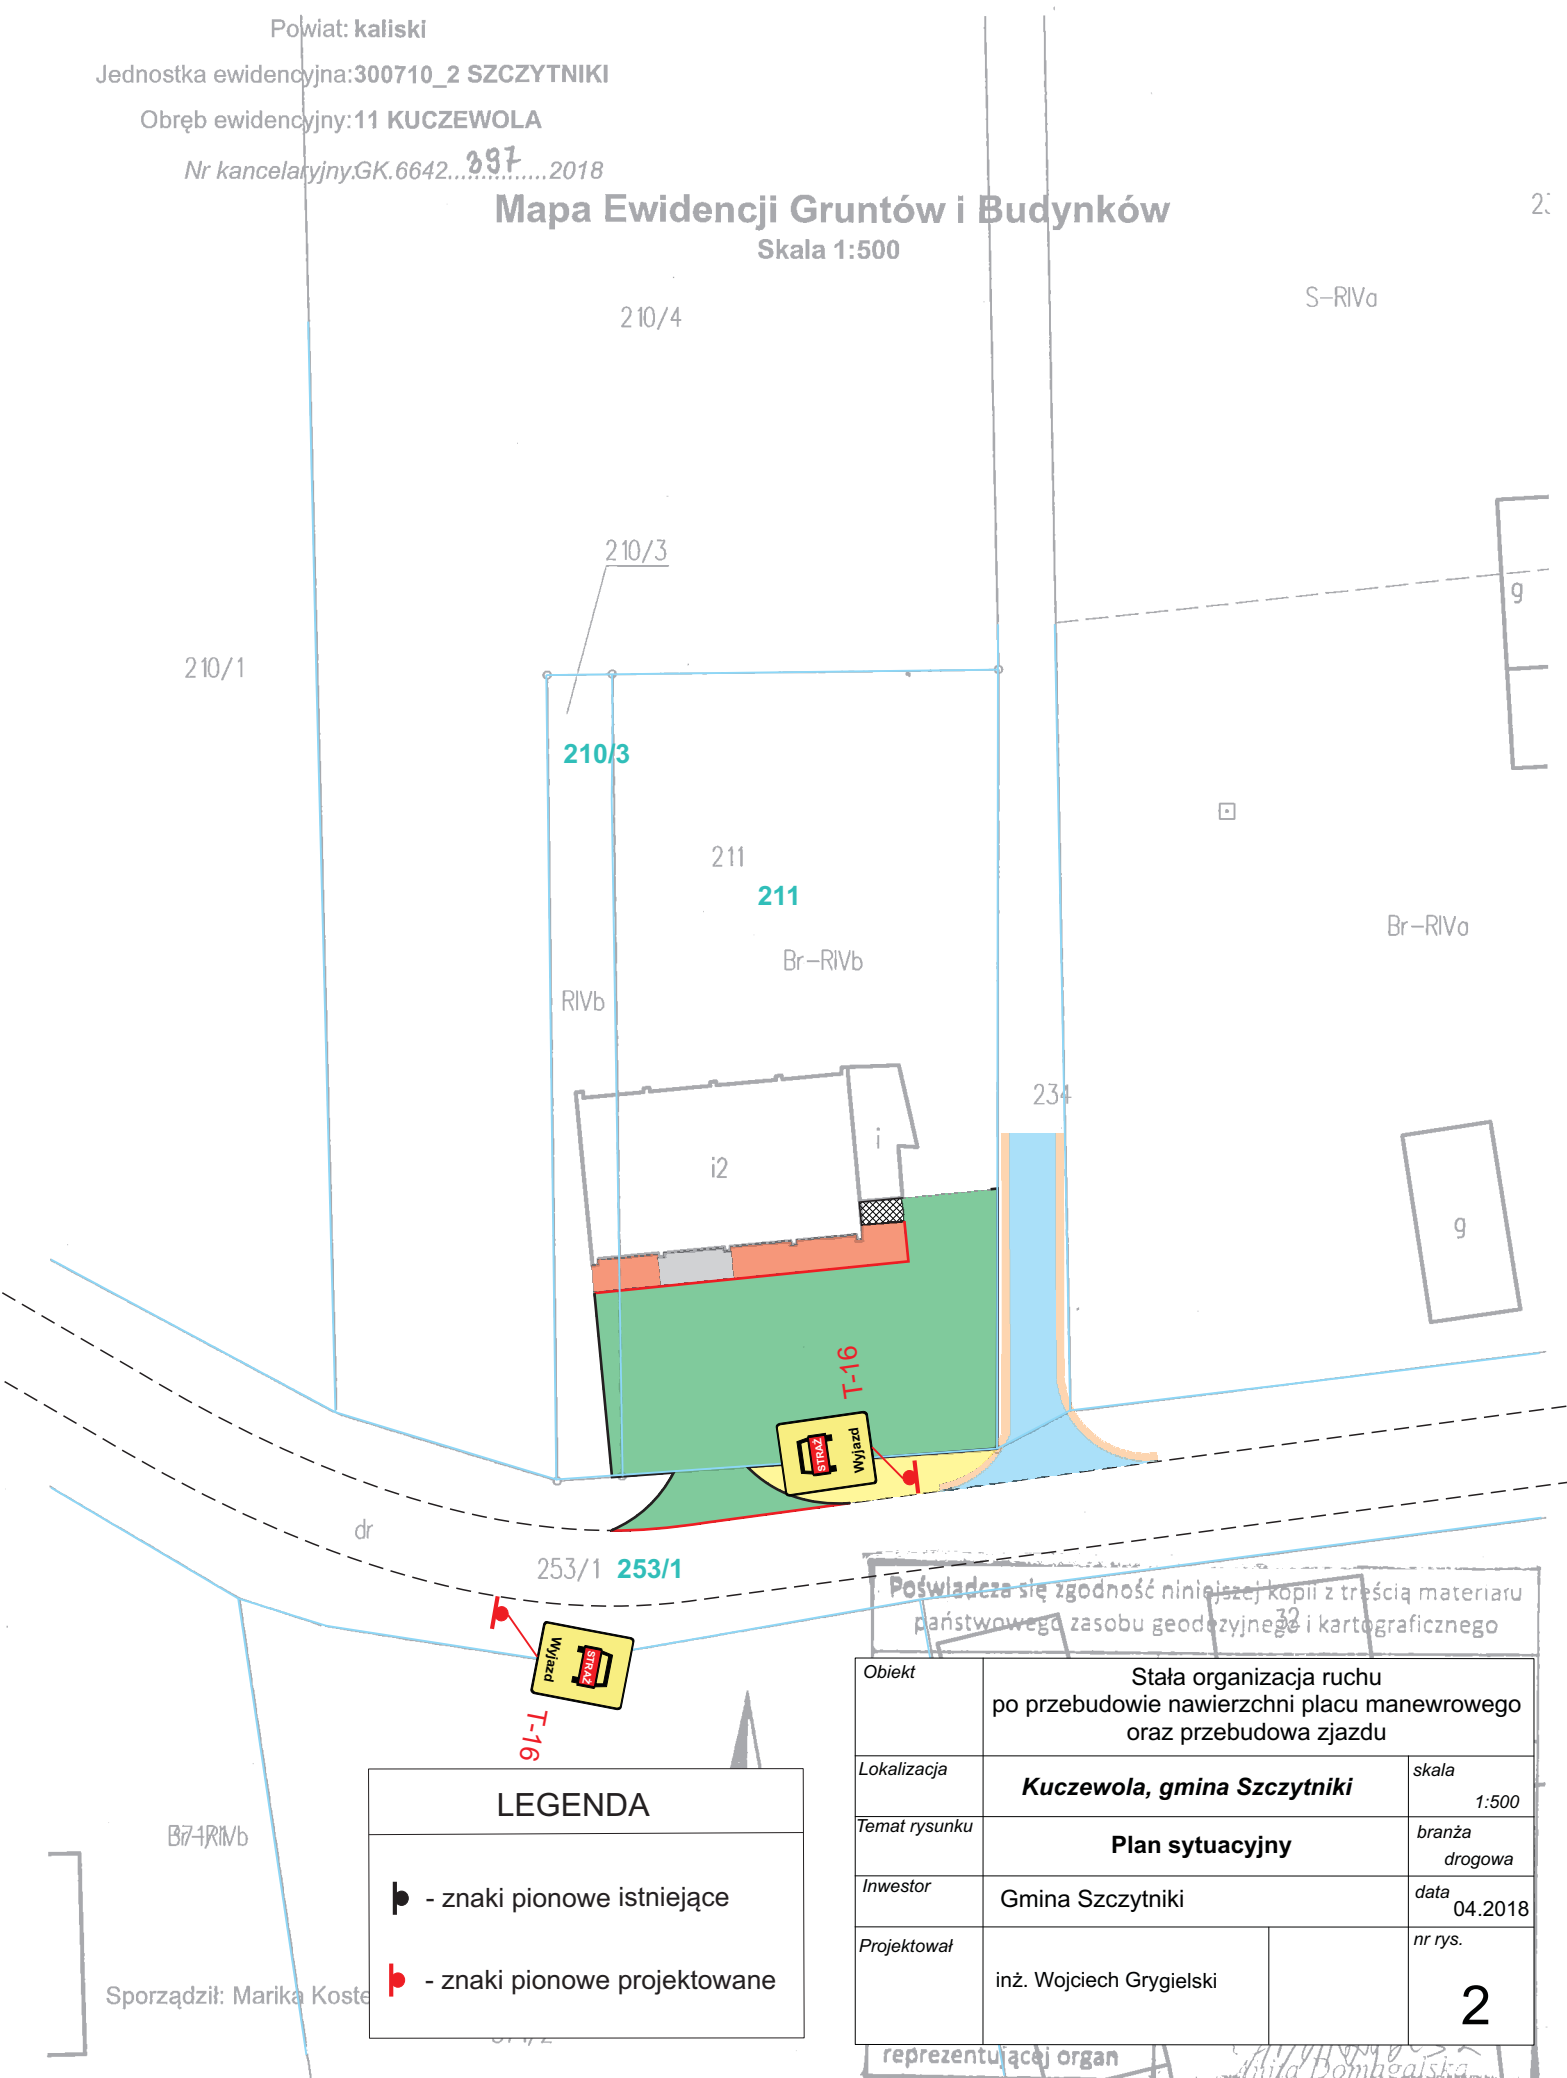 Powiat: kaliski
Jednostka ewidencyjna:300710_2 SZCZYTNIKI
Obręb ewidencyjny:11 KUCZEWOLA
Nr kancelaryjny:GK.6642...397...2018
Mapa Ewidencji Gruntów i Budynków
Skala 1:500
210/4
S-RIVa
210/3
g
210/1
210/3
211
211
Br-RIVa
Br-RIVb
RIVb
234
i
i2
g
T-16
STRAŻ
Wyjazd
dr
253/1 253/1
Poświadcza się zgodność niniejszej kopii z treścią materiału
państwowego zasobu geodezyjnego i kartograficznego
32
Wyjazd
STRAŻ
T-16
Obiekt
Stała organizacja ruchu
po przebudowie nawierzchni placu manewrowego
oraz przebudowa zjazdu
Lokalizacja
Kuczewola, gmina Szczytniki
skala
1:500
Temat rysunku
Plan sytuacyjny
branża
drogowa
Inwestor
Gmina Szczytniki
data
04.2018
Projektował
inż. Wojciech Grygielski
nr rys.
2
LEGENDA
- znaki pionowe istniejące
- znaki pionowe projektowane
Sporządził: Marika Koste
reprezentującej organ
Anita Domagalska